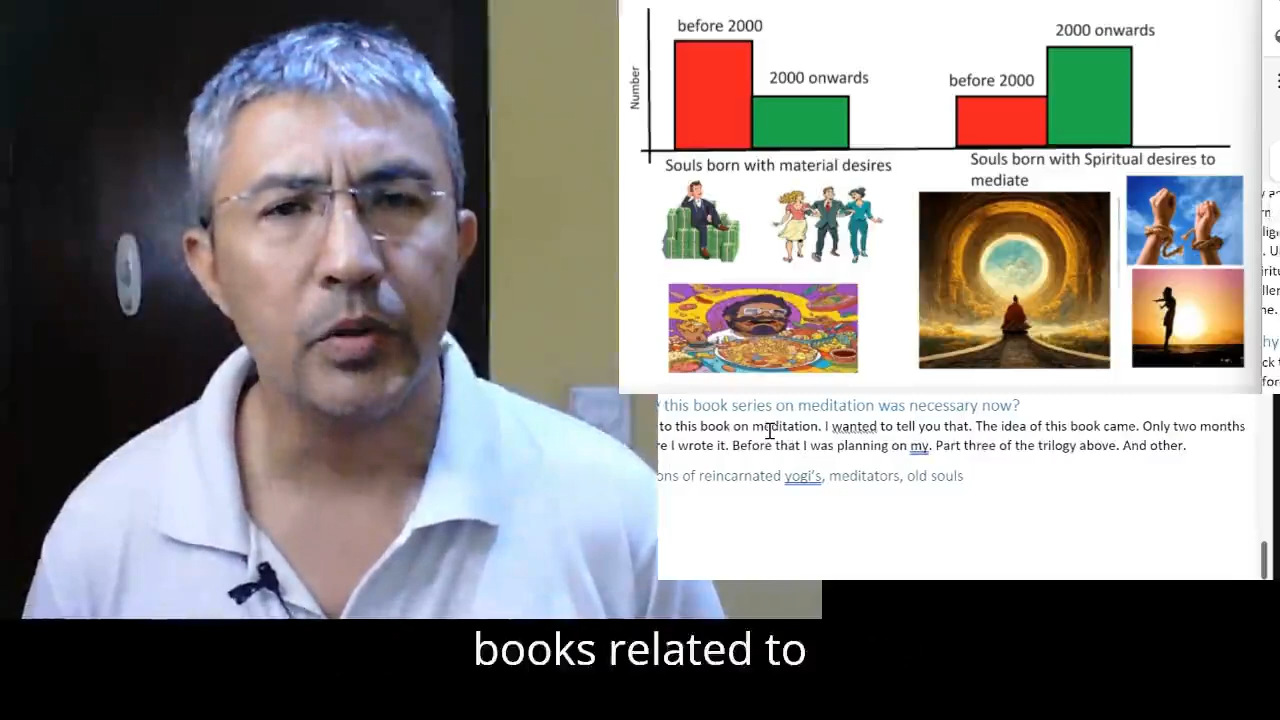 before 2000
2000 onwards
2000 onwards
before 2000
Number
Souls born with material desires
Souls born with Spiritual desires to
mediate
this book series on meditation was necessary now?
to this book on meditation. I wanted to tell you that. The idea of this book came. Only two months
I wrote it. Before that I was planning on my. Part three of the trilogy above. And other.
of reincarnated yogi's, meditators, old souls
books related to